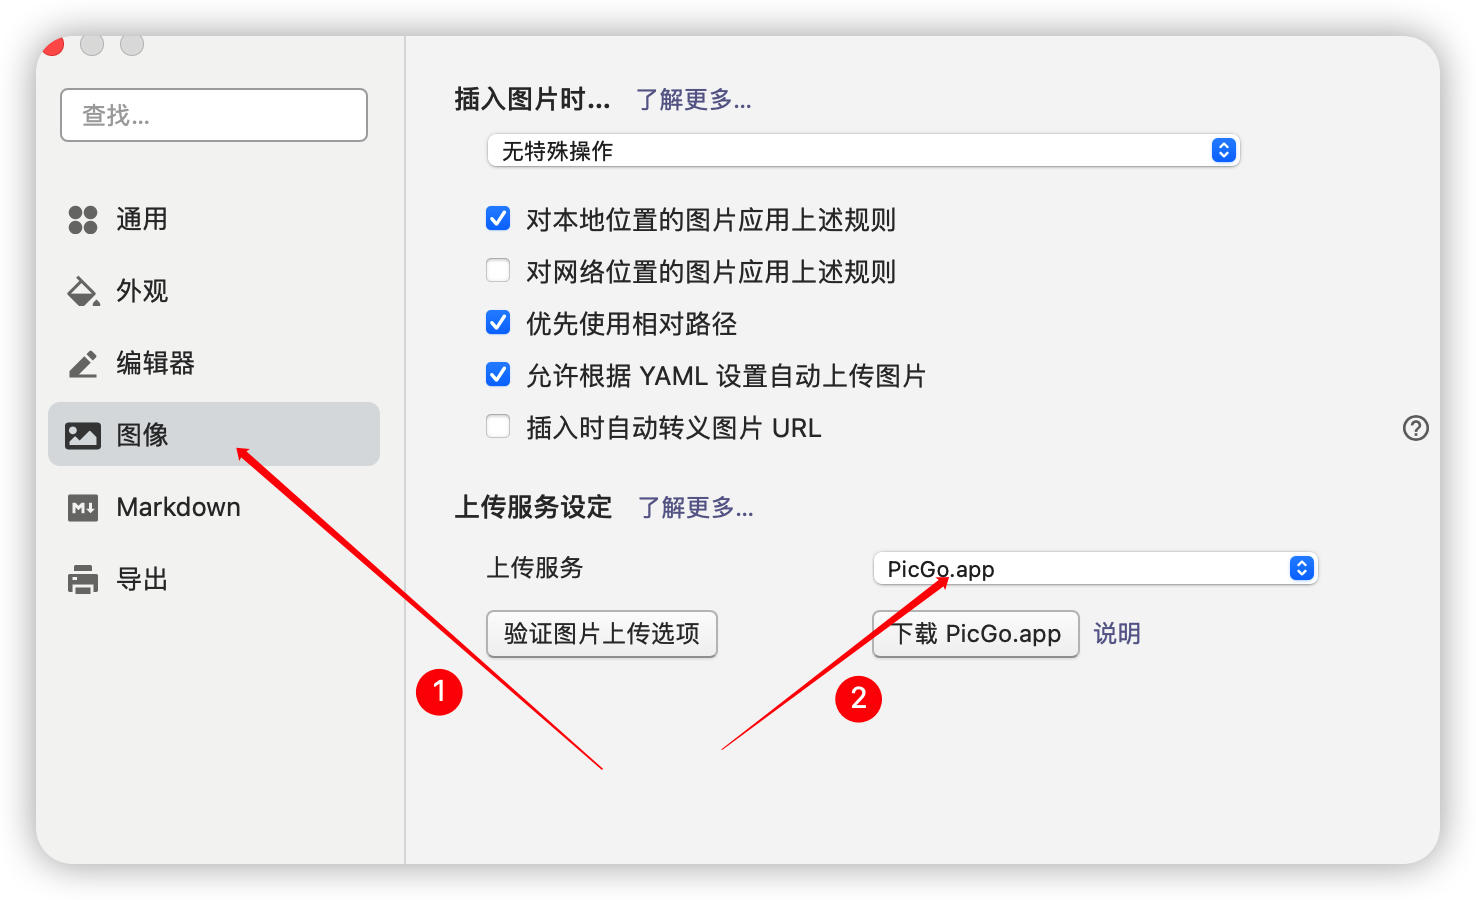 查找...
通用
外观
编辑器
图像
Markdown
导出
插入图片时... 了解更多...
无特殊操作
对本地位置的图片应用上述规则
对网络位置的图片应用上述规则
优先使用相对路径
允许根据 YAML 设置自动上传图片
插入时自动转义图片 URL
?
上传服务设定 了解更多...
上传服务 PicGo.app
验证图片上传选项 下载 PicGo.app 说明
1 2